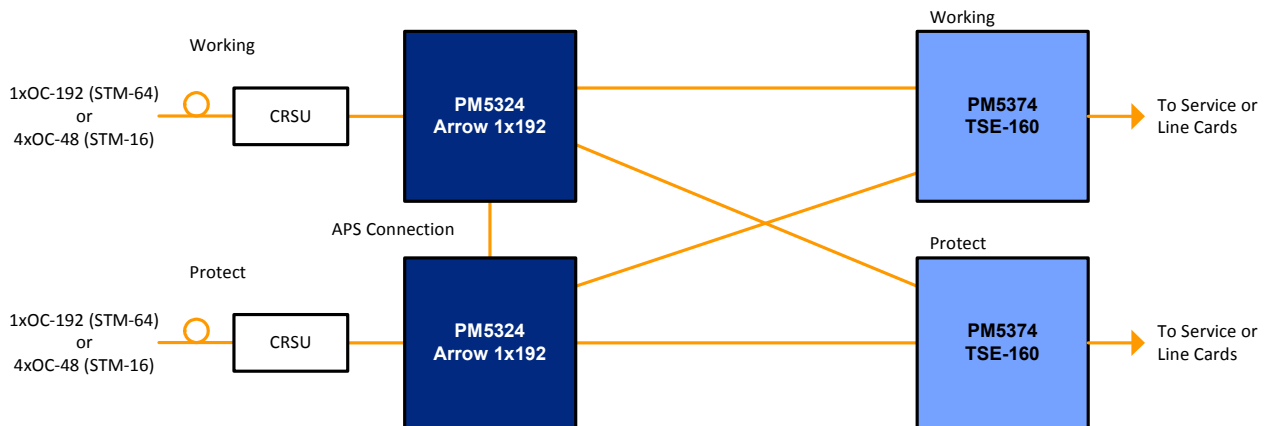 Working
Working
1xOC-192 (STM-64)
or
4xOC-48 (STM-16)
CRSU
PM5324
Arrow 1x192
PM5374
TSE-160
To Service or
Line Cards
APS Connection
Protect
Protect
1xOC-192 (STM-64)
or
4xOC-48 (STM-16)
CRSU
PM5324
Arrow 1x192
PM5374
TSE-160
To Service or
Line Cards